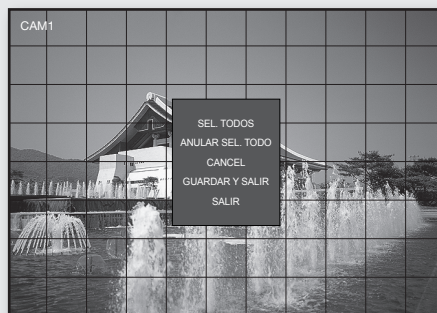 CAM1
SEL. TODOS
ANULAR SEL. TODO
CANCEL
GUARDAR Y SALIR
SALIR